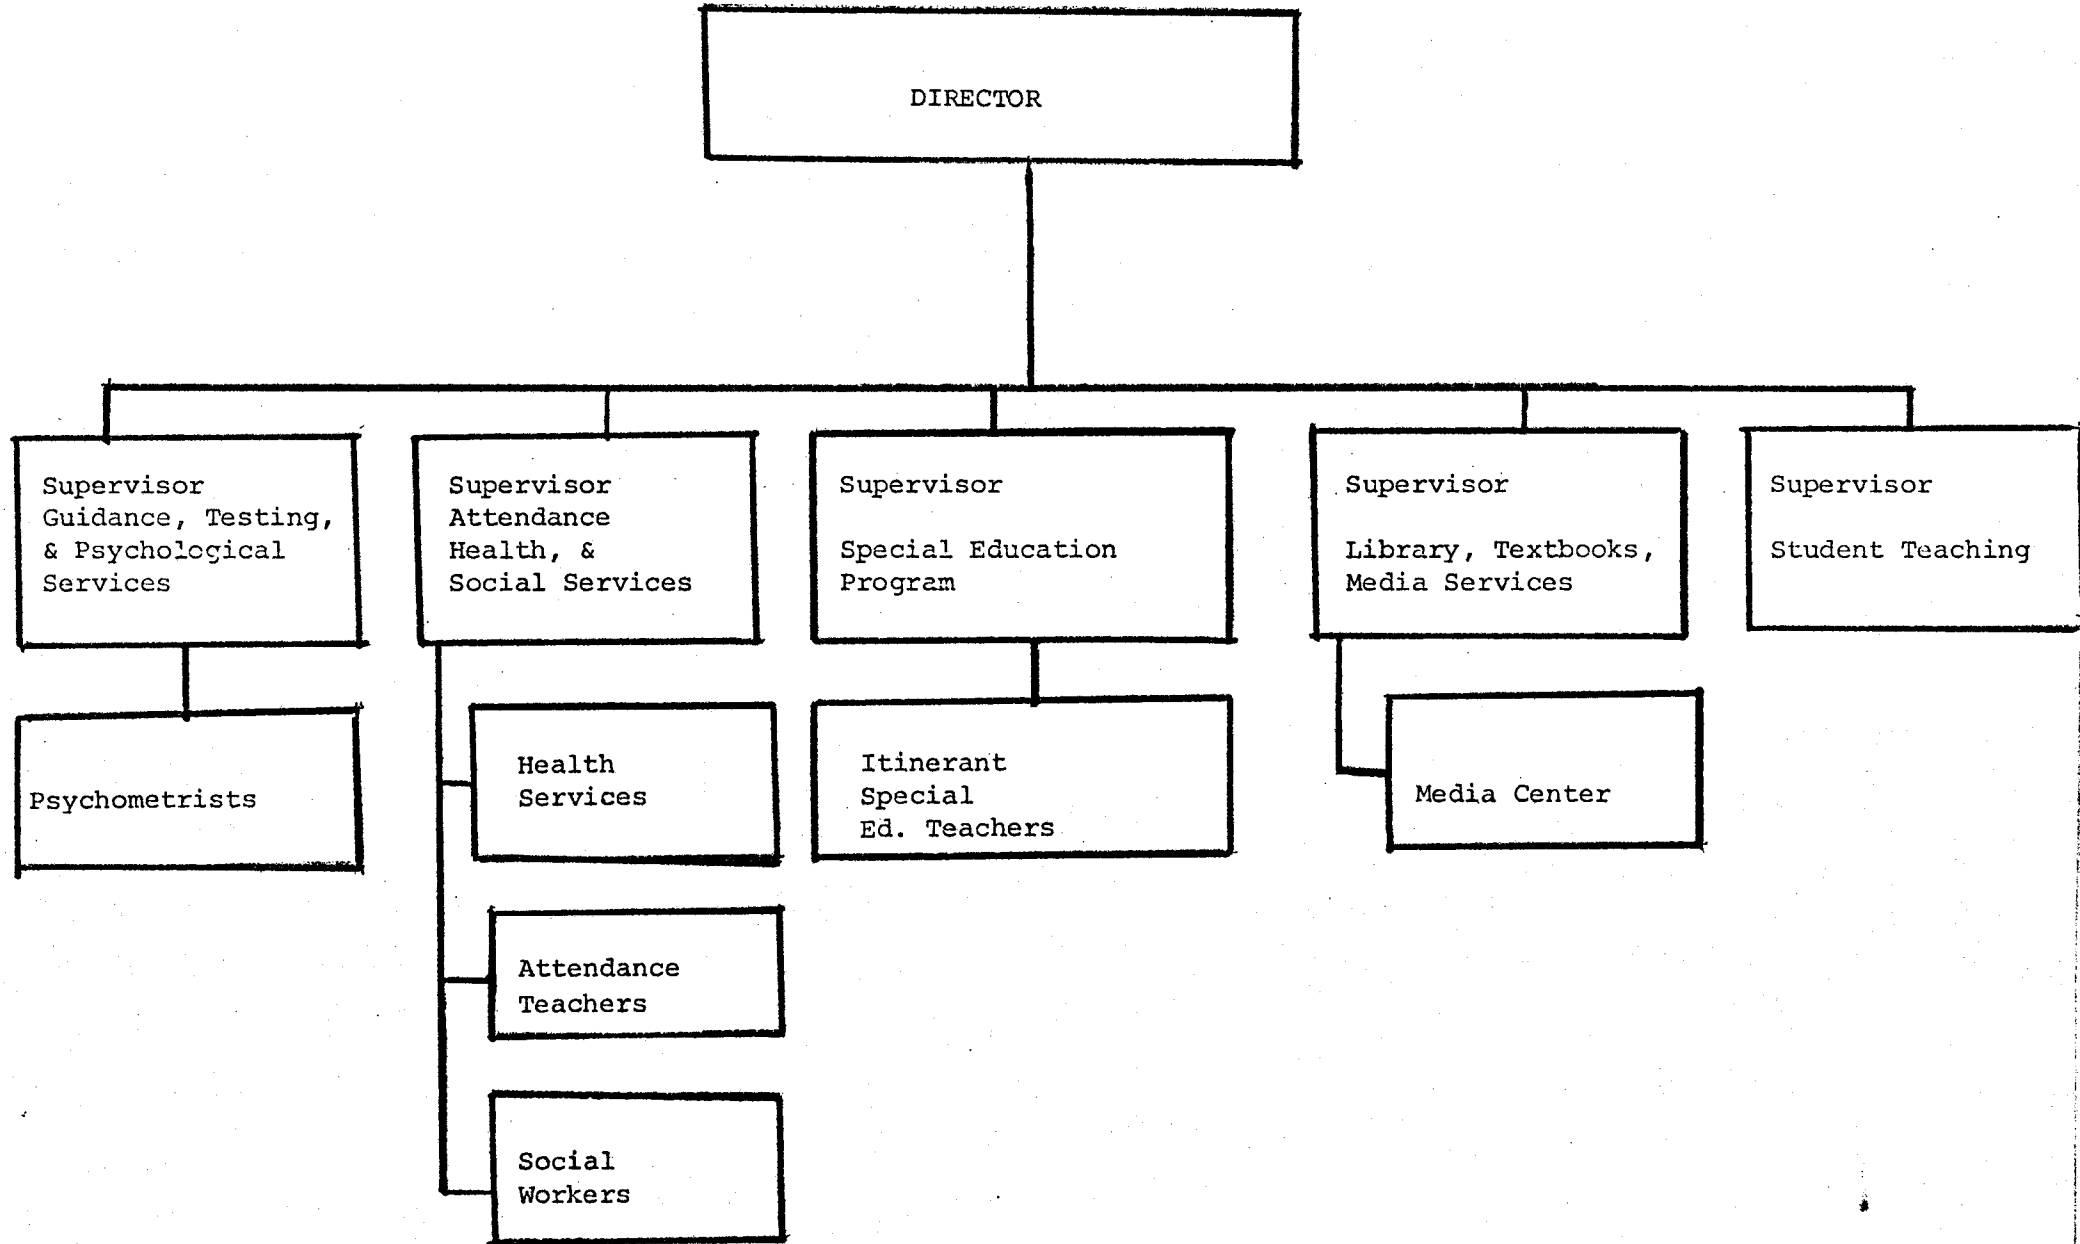 DIRECTOR
Supervisor
Guidance, Testing,
& Psychological
Services
Supervisor
Attendance
Health, &
Social Services
Supervisor
Special Education
Program
Supervisor
Library, Textbooks,
Media Services
Supervisor
Student Teaching
Psychometrists
Health
Services
Attendance
Teachers
Social
Workers
Itinerant
Special
Ed. Teachers
Media Center